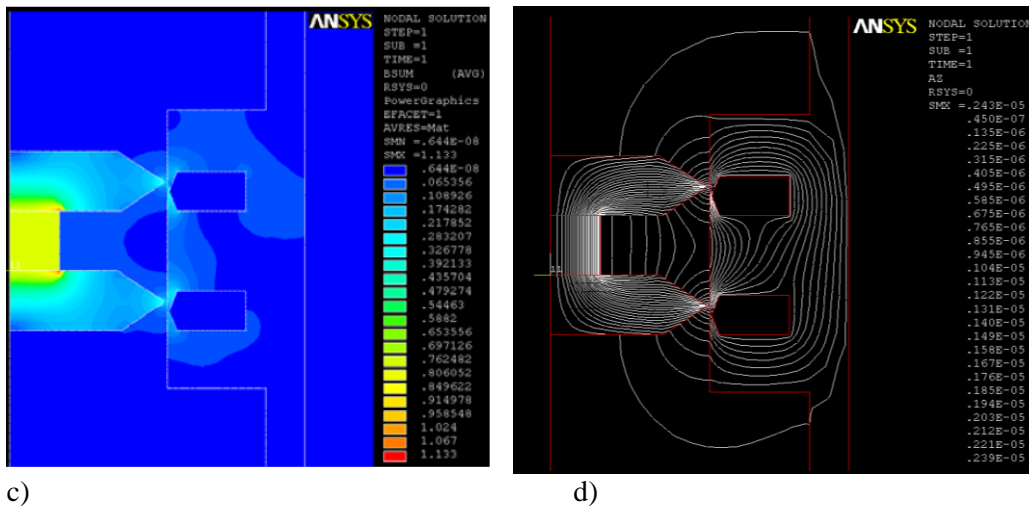 ANSYS
NODAL SOLUTION
STEP=1
SUB =1
TIME=1
BSUM (AVG)
RSYS=0
PowerGraphics
EFACET=1
AVRES=Mat
SMN =.644E-08
SMX =1.133
.644E-08
.065356
.108926
.174282
.217852
.283207
.326778
.392133
.435704
.479274
.54463
.5882
.653556
.697126
.762482
.806052
.849622
.914978
.958548
1.024
1.067
1.133
11
c)
ANSYS
NODAL SOLUTION
STEP=1
SUB =1
TIME=1
AZ
RSYS=0
SMX =.243E-05
.450E-07
.135E-06
.225E-06
.315E-06
.405E-06
.495E-06
.585E-06
.675E-06
.765E-06
.855E-06
.945E-06
.104E-05
.113E-05
.122E-05
.131E-05
.140E-05
.149E-05
.158E-05
.167E-05
.176E-05
.185E-05
.194E-05
.203E-05
.212E-05
.221E-05
.239E-05
11
d)